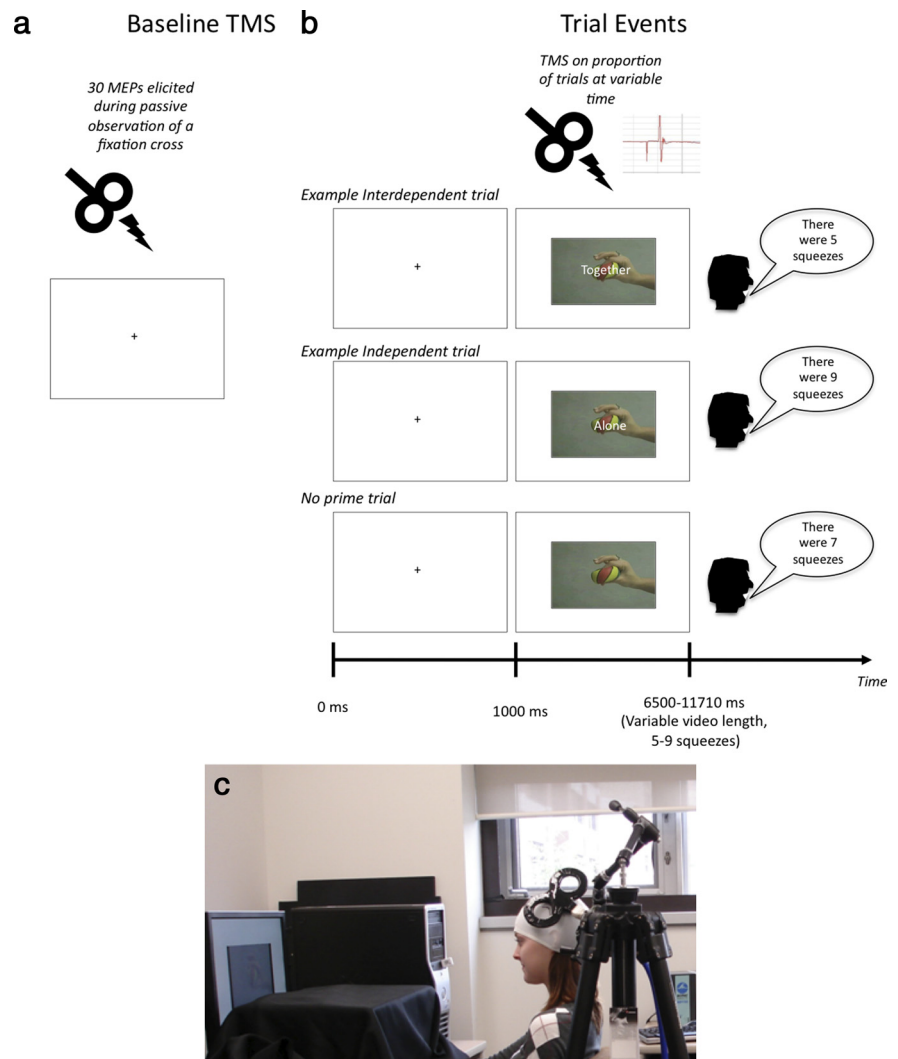 a
Baseline TMS
30 MEPs elicited
during passive
observation of a
fixation cross
+
b
Trial Events
TMS on proportion
of trials at variable
time
Example Interdependent trial
+
Together
There
were 5
squeezes
Example Independent trial
+
Alone
There
were 9
squeezes
No prime trial
+
There
were 7
squeezes
Time
0 ms
1000 ms
6500-11710 ms
(Variable video length,
5-9 squeezes)
c